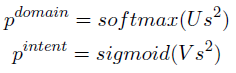 p^{domain} = softmax(Us^2)
p^{intent} = sigmoid(Vs^2)